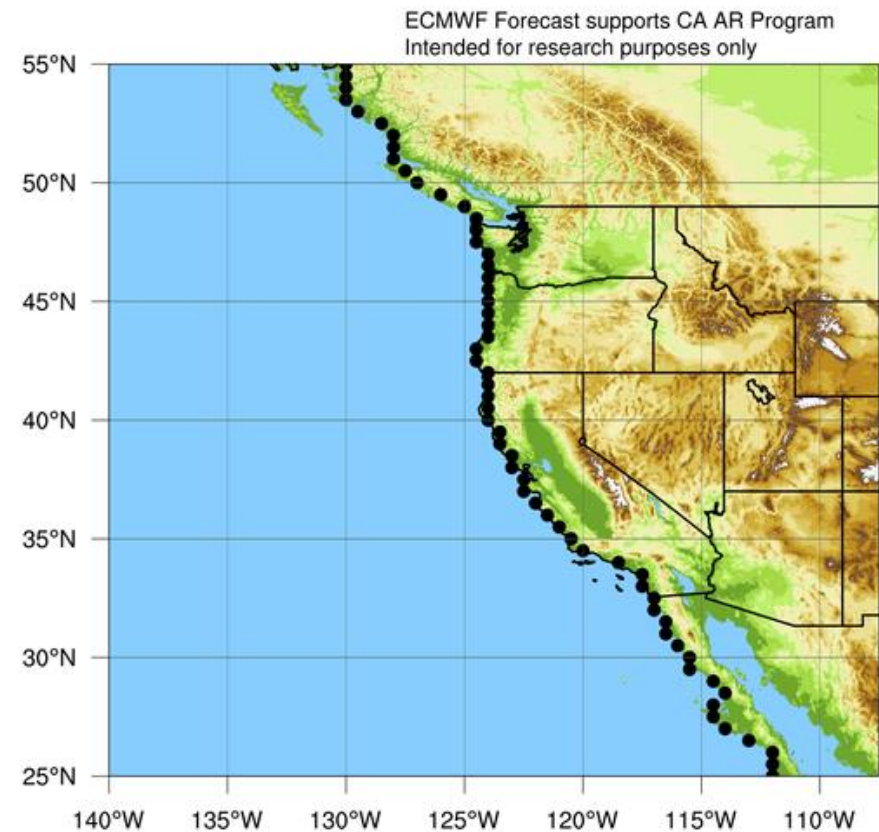 ECMWF Forecast supports CA AR Program
Intended for research purposes only
55°N
50°N
45°N
40°N
35°N
30°N
25°N
140°W 135°W 130°W 125°W 120°W 115°W 110°W